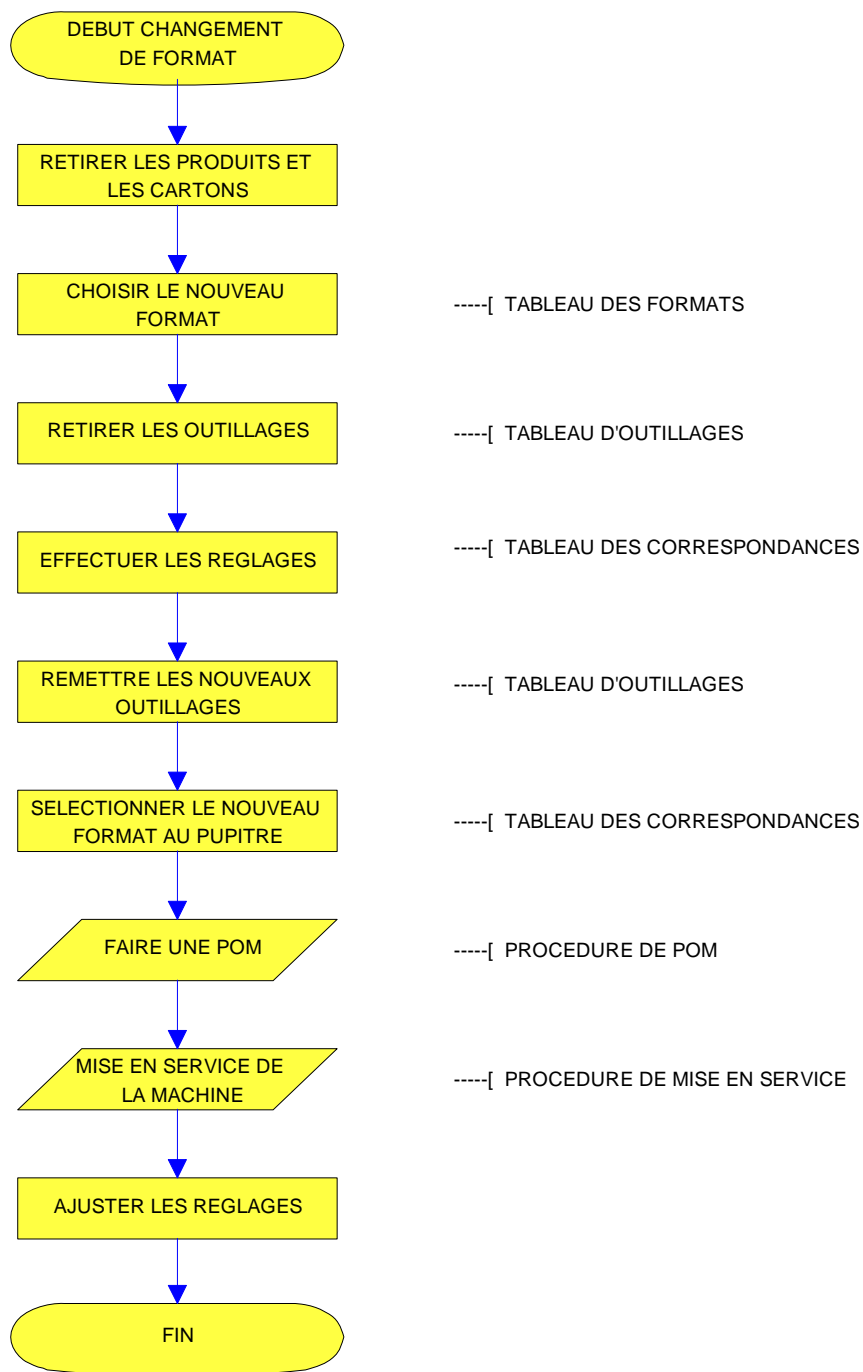 DEBUT CHANGEMENT
DE FORMAT
RETIRER LES PRODUITS ET
LES CARTONS
CHOISIR LE NOUVEAU
FORMAT
-----[ TABLEAU DES FORMATS
RETIRER LES OUTILLAGES
-----[ TABLEAU D'OUTILLAGES
EFFECTUER LES REGLAGES
-----[ TABLEAU DES CORRESPONDANCES
REMETTRE LES NOUVEAUX
OUTILLAGES
-----[ TABLEAU D'OUTILLAGES
SELECTIONNER LE NOUVEAU
FORMAT AU PUPITRE
-----[ TABLEAU DES CORRESPONDANCES
FAIRE UNE POM
-----[ PROCEDURE DE POM
MISE EN SERVICE DE
LA MACHINE
-----[ PROCEDURE DE MISE EN SERVICE
AJUSTER LES REGLAGES
FIN